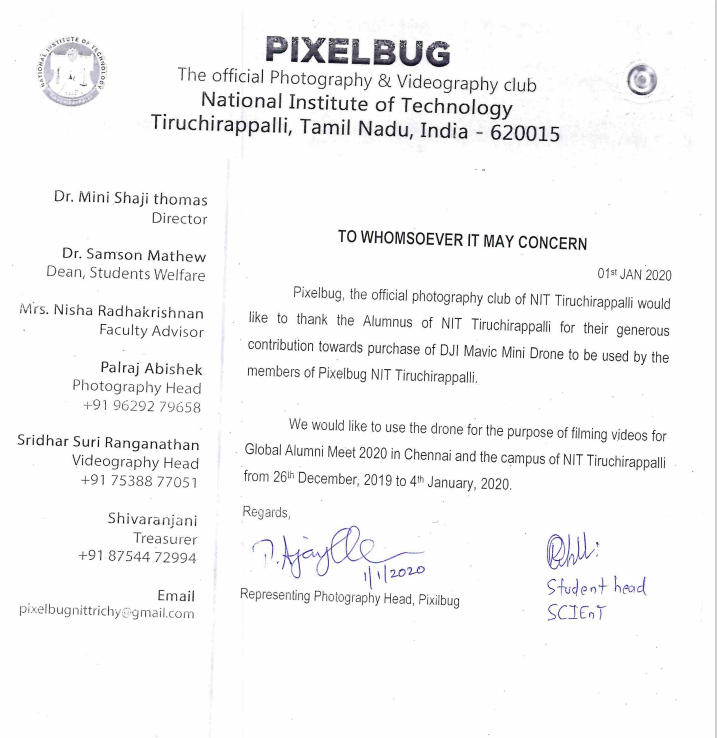 PIXELBUG
The official Photography & Videography club
National Institute of Technology
Tiruchirappalli, Tamil Nadu, India - 620015
NATIONAL INSTITUTE OF TECHNOLOGY
Dr. Mini Shaji thomas
Director
Dr. Samson Mathew
Dean, Students Welfare
Mrs. Nisha Radhakrishnan
Faculty Advisor
Palraj Abishek
Photography Head
+91 96292 79658
Sridhar Suri Ranganathan
Videography Head
+91 75388 77051
Shivaranjani
Treasurer
+91 87544 72994
Email
pixelbugnittrichy@gmail.com
TO WHOMSOEVER IT MAY CONCERN
01st JAN 2020
Pixelbug, the official photography club of NIT Tiruchirappalli would
like to thank the Alumnus of NIT Tiruchirappalli for their generous
contribution towards purchase of DJI Mavic Mini Drone to be used by the
members of Pixelbug NIT Tiruchirappalli.
We would like to use the drone for the purpose of filming videos for
Global Alumni Meet 2020 in Chennai and the campus of NIT Tiruchirappalli
from 26th December, 2019 to 4th January, 2020.
Regards,
1/1/2020
Representing Photography Head, Pixilbug
Student head
SCIEnT